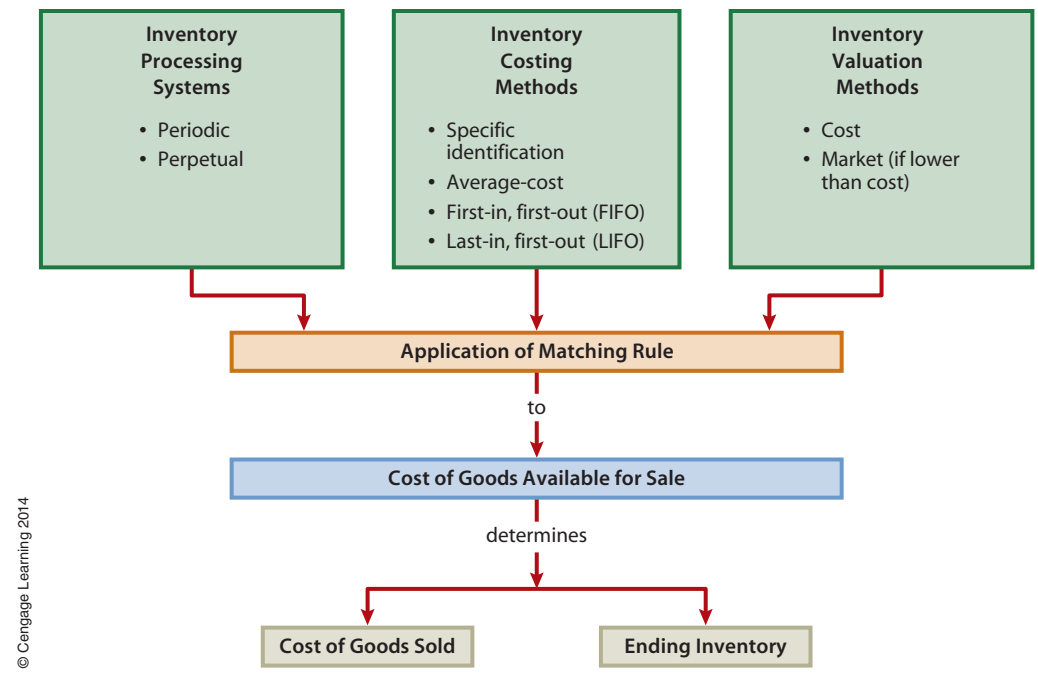 Inventory
Processing
Systems
• Periodic
• Perpetual
Inventory
Costing
Methods
• Specific
identification
• Average-cost
• First-in, first-out (FIFO)
• Last-in, first-out (LIFO)
Inventory
Valuation
Methods
• Cost
• Market (if lower
than cost)
Application of Matching Rule
to
Cost of Goods Available for Sale
determines
Cost of Goods Sold
Ending Inventory
© Cengage Learning 2014